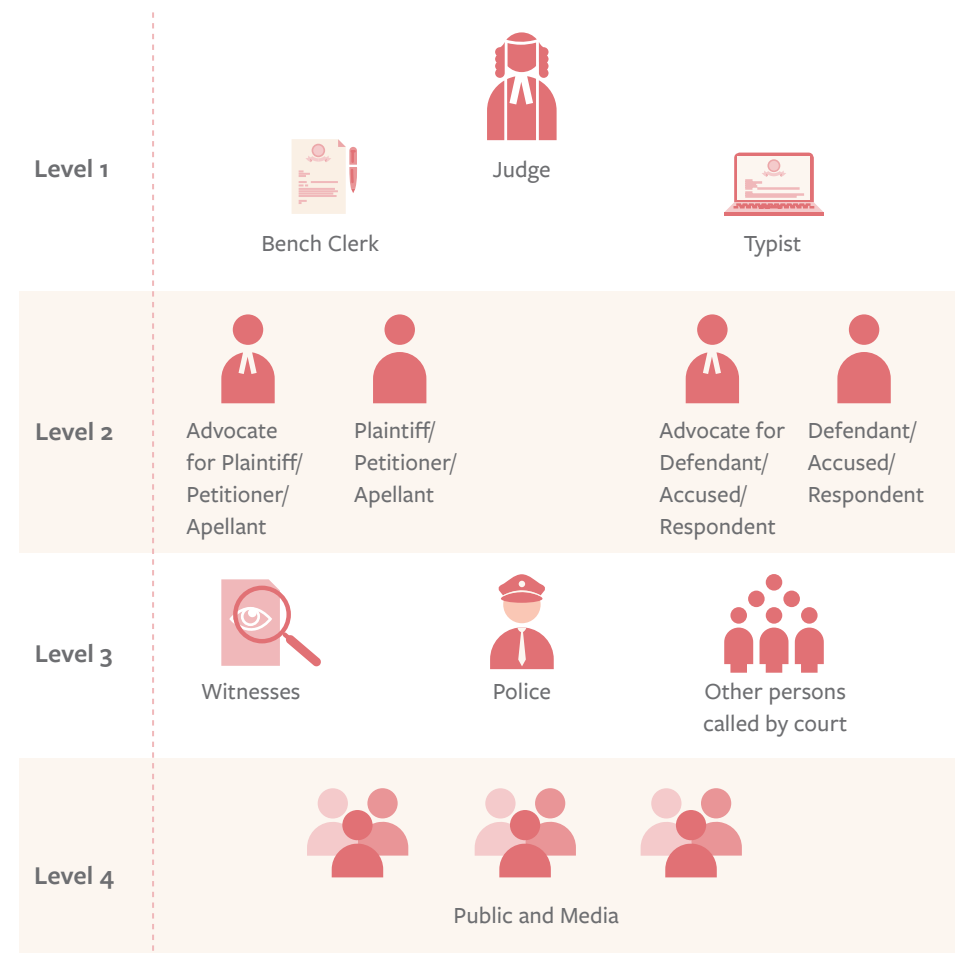 Level 1
Judge
Bench Clerk
Typist
Level 2
Advocate
for Plaintiff/
Petitioner/
Apellant
Plaintiff/
Petitioner/
Apellant
Advocate for
Defendant/
Accused/
Respondent
Defendant/
Accused/
Respondent
Level 3
Witnesses
Police
Other persons
called by court
Level 4
Public and Media